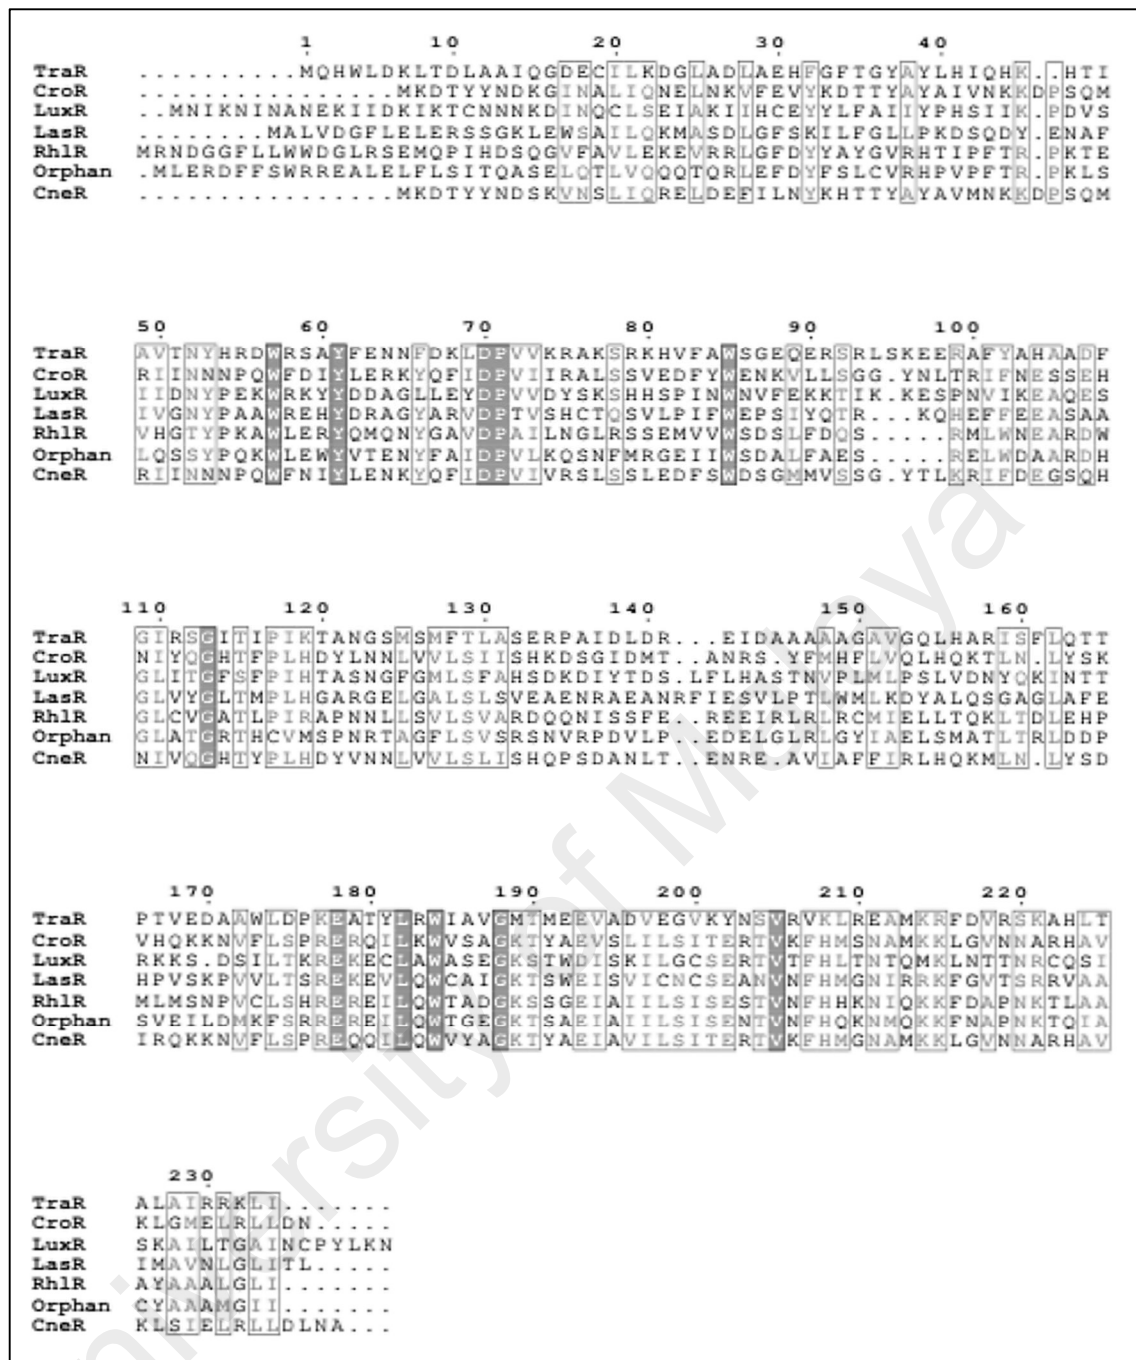 1 10 20 30 40
TraR ..........MQHWLDKLTDLAAIQGDECILKDGLADLAEHFGFTGYAYLHIQHK..HTI
CroR ................MKDTYYNDKGINALIQNELNKVFEVYKDTTYAYAIVNKKDPSQM
LuxR ..MNIKNINANEKIIDKIKTCNNNKDINQCLSEIAKIIHCEYYLFAIIYPHSIIK.PDVS
LasR ........MALVDGFLELERSSGKLEWSAILQKMASDLGFSKILFGLLPKDSQDY.ENAF
RhlR MRNDGGFLLWWDGLRSEMQPIHDSQGVFAVLEKEVRRLGFDYYAYGVRHTIPFTR.PKTE
Orphan .MLERDFFSWRREALELFLSITQASELQTLVQQQTQRLEFDYFSLCVRHPVPFTR.PKLS
CneR ................MKDTYYNDSKVNSLIQRELDEFILNYKHTTYAYAVMNKKDPSQM
50 60 70 80 90 100
TraR AVTNYHRDWRSAYFENNFDKLDPVVKRAKSRKHVFAWSGEQERSRLSKEERAFYAHAADF
CroR RIINNNPQWFDIYLERKYQFIDPVIIRALSSVEDFYWENKVLLSGG.YNLTRIFNESSEH
LuxR IIDNYPEKWRKYYDDAGLLEYDPVVDYSKSHHSPINWNVFEKKTIK.KESPNVIKEAQES
LasR IVGNYPAAWREHYDRAGYARVDPTVSHCTQSVLPIFWEPSIYQTR...KQHEFFEEASAA
RhlR VHGTYPKAWLERYQMQNYGAVDPAILNGLRSSEMVVWSDSLFDQS.....RMLWNEARDW
Orphan LQSSYPQKWLEWYVTENYFAIDPVLKQSNFMRGEIIWSDALFAES.....RELWDAARDH
CneR RIINNNPQWFNIYLENKYQFIDPVIVRSLSSLEDFSWDSGMMVSSG.YTLKRIFDEGSQH
110 120 130 140 150 160
TraR GIRSGITIPIKTANGSMSMFTLASERPAIDLDR...EIDAAAAAGAVGQLHARISFLQTT
CroR NIYQGHTFPLHDYLNNLVVLSIISHKDSGIDMT..ANRS.YFMHFLVQLHQKTLN.LYSK
LuxR GLITGFSFPIHTASNGFGMLSFAHSDKDIYTDS.LFLHASTNVPLMLPSLVDNYQKINTT
LasR GLVYGLTMPLHGARGELGALSLSVEAENRAEANRFIESVLPTLWMLKDYALQSGAGLAFE
RhlR GLCVGATLPIRAPNNLLSVLSVARDQQNISSFE..REEIRLRLRCMIELLTQKLTDLEHP
Orphan GLATGRTHCVMSPNRTAGFLSVSRSNVRPDVLP..EDELGLRLGYIAELSMATLTRLDDP
CneR NIVQGHTYPLHDYVNNLVVLSLISHQPSDANLT..ENRE.AVIAFFIRLHQKMLN.LYSD
170 180 190 200 210 220
TraR PTVEDAAWLDPKEATYLRWIAVGMTMEEVADVEGVKYNSVRVKLREAMKRFDVRSKAHLT
CroR VHQKKNVFLSPRERQILKWVSAGKTYAEVSLILSITERTVKFHMSNAMKKLGVNNARHAV
LuxR RKKS.DSILTKREKECLAWASEGKSTWDISKILGCSERTVTFHLTNTQMKLNTTNRCQSI
LasR HPVSKPVVLTSREKEVLQWCAIGKTSWEISVICNCSEANVNFHMGNIRRKFGVTSRRVAA
RhlR MLMSNPVCLSHREREILQWTADGKSSGEIAIILSISESTVNFHHKNIQKKFDAPNKTLAA
Orphan SVEILDMKFSRREREILQWTGEGKTSAEIAIILSISENTVNFHQKNMQKKFNAPNKTQIA
CneR IRQKKNVFLSPREQQILQWVYAGKTYAEIAVILSITERTVKFHMGNAMKKLGVNNARHAV
230
TraR ALAIRRKLI.......
CroR KLGMELRLLDN.....
LuxR SKAILTGAINCPYLKN
LasR IMAVNLGLITL.....
RhlR AYAAALGLI.......
Orphan CYAAAMGII.......
CneR KLSIELRLLDLNA...
University of Malaya